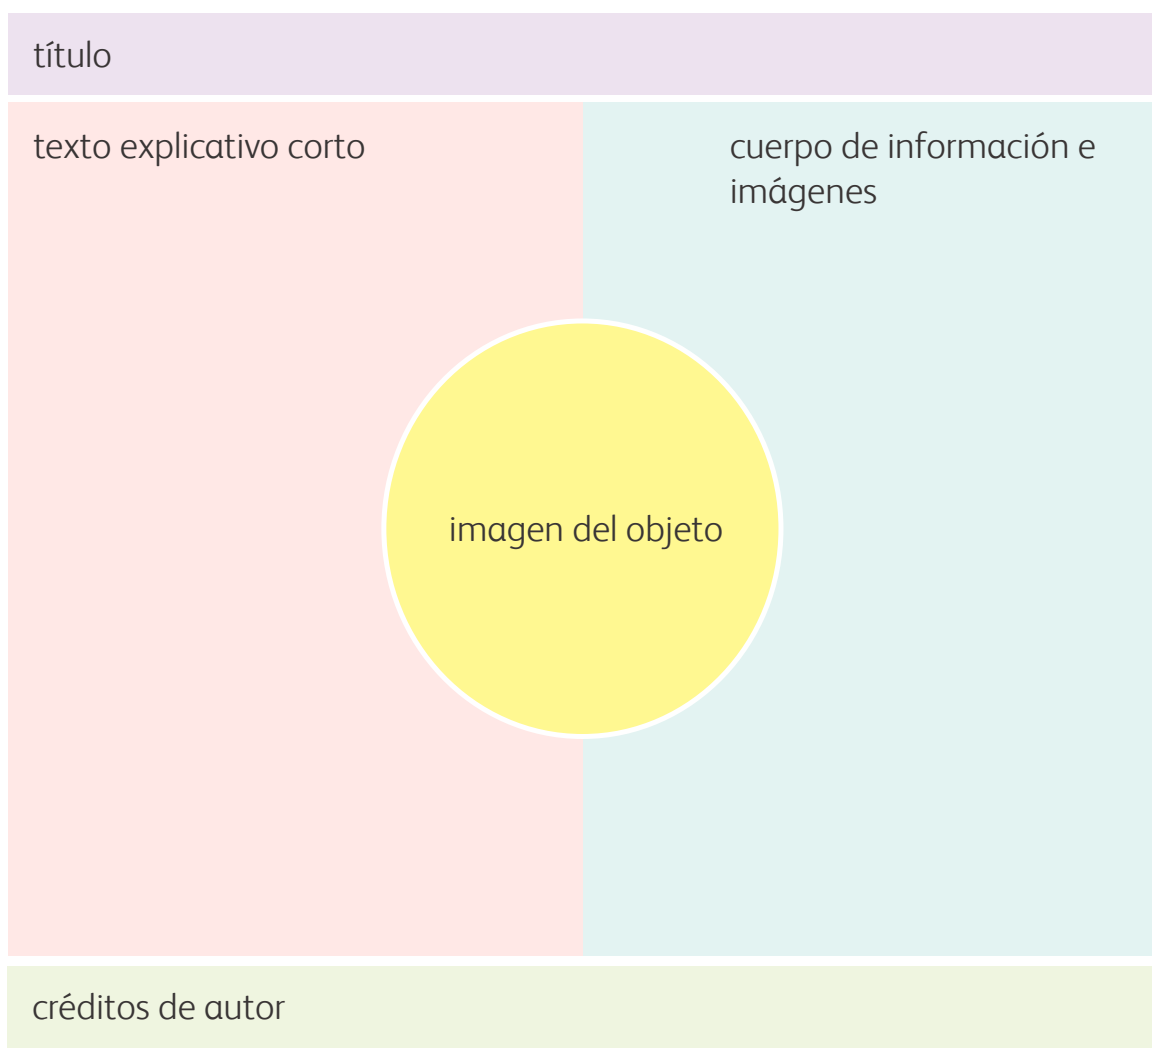 título
texto explicativo corto
cuerpo de información e
imágenes
imagen del objeto
créditos de autor